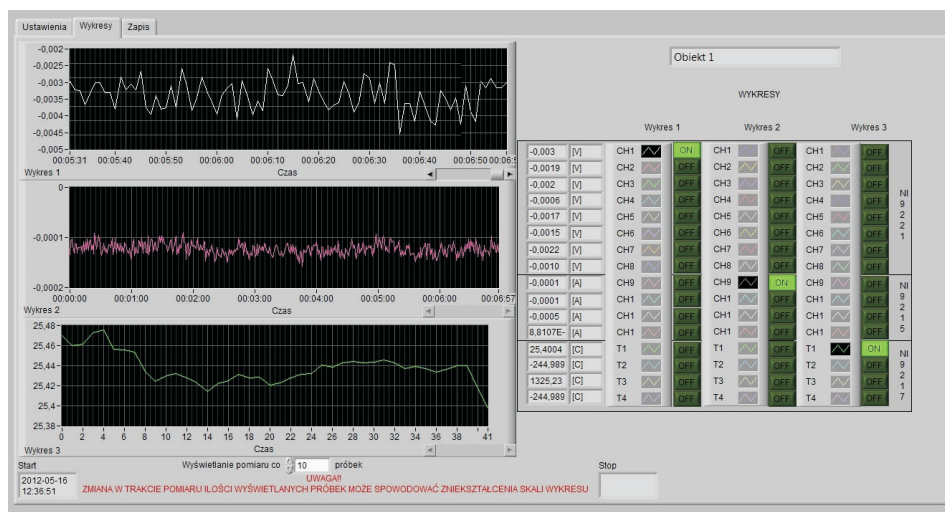 Ustawienia Wykresy Zapis
-0,002
-0,0025
-0,003
-0,0035
-0,004
-0,0045
-0,005
00:05:31 00:05:40 00:05:50 00:06:00 00:06:10 00:06:20 00:06:30 00:06:40 00:06:50 00:06:5
Wykres 1 Czas
0
-0,0001
-0,0002
00:00:00 00:01:00 00:02:00 00:03:00 00:04:00 00:05:00 00:06:00 00:06:57
Wykres 2 Czas
25,48
25,46
25,44
25,42
25,4
25,38
0 2 4 6 8 10 12 14 16 18 20 22 24 26 28 30 32 34 36 38 41
Wykres 3 Czas
Obiekt 1
WYKRESY
Wykres 1 Wykres 2 Wykres 3
-0,003 [V] CH1 ON CH1 OFF CH1 OFF
-0,0019 [V] CH2 OFF CH2 OFF CH2 OFF
-0,002 [V] CH3 OFF CH3 OFF CH3 OFF
-0,0006 [V] CH4 OFF CH4 OFF CH4 OFF
-0,0017 [V] CH5 OFF CH5 OFF CH5 OFF
-0,0015 [V] CH6 OFF CH6 OFF CH6 OFF
-0,0022 [V] CH7 OFF CH7 OFF CH7 OFF
-0,0010 [V] CH8 OFF CH8 OFF CH8 OFF
NI 9221
-0,0001 [A] CH9 OFF CH9 ON CH9 OFF
-0,0001 [A] CH1 OFF CH1 OFF CH1 OFF
-0,0005 [A] CH1 OFF CH1 OFF CH1 OFF
8,8107E- [A] CH1 OFF CH1 OFF CH1 OFF
NI 9215
25,4004 [C] T1 OFF T1 OFF T1 ON
-244,989 [C] T2 OFF T2 OFF T2 OFF
1325,23 [C] T3 OFF T3 OFF T3 OFF
-244,989 [C] T4 OFF T4 OFF T4 OFF
NI 9217
Start Wyświetlanie pomiaru co 10 próbek Stop
UWAGA!!
2012-05-16
12:36:51
ZMIANA W TRAKCIE POMIARU ILOŚCI WYŚWIETLANYCH PRÓBEK MOŻE SPOWODOWAĆ ZNIEKSZTAŁCENIA SKALI WYKRESU